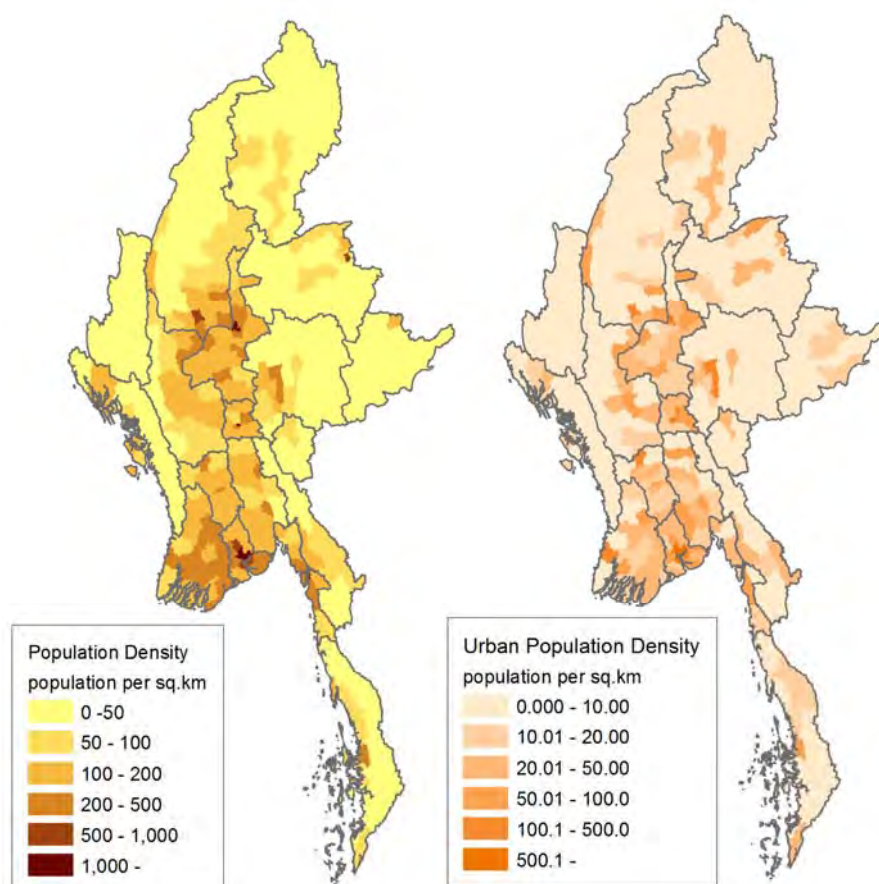 Population Density
population per sq.km
0 -50
50 - 100
100 - 200
200 - 500
500 - 1,000
1,000 -
Urban Population Density
population per sq.km
0.000 - 10.00
10.01 - 20.00
20.01 - 50.00
50.01 - 100.0
100.1 - 500.0
500.1 -